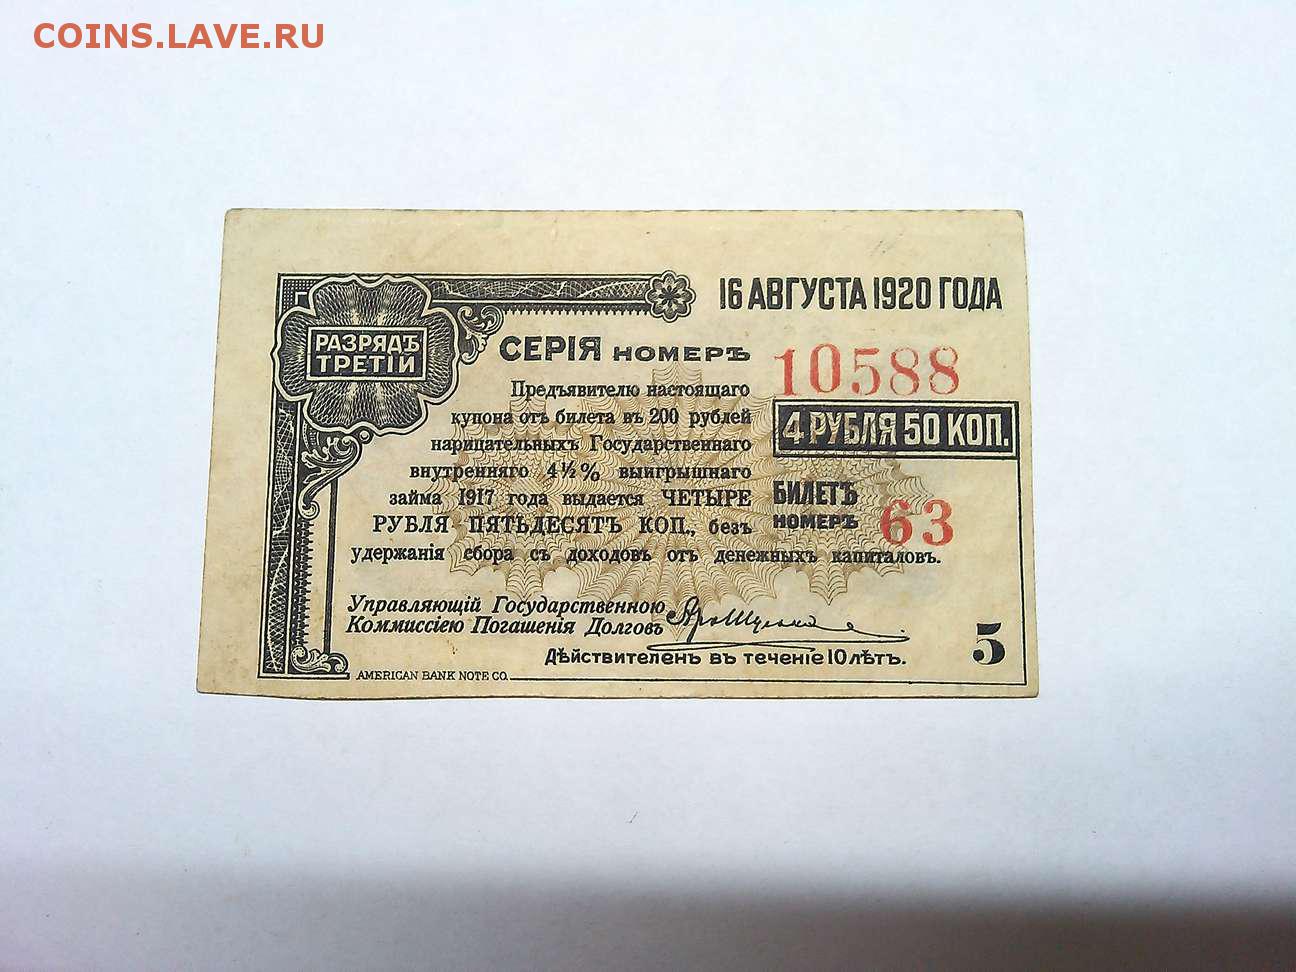 COINS.LAVE.RU
16 АВГУСТА 1920 ГОДА
РАЗРЯДЪ
ТРЕТІЙ
СЕРІЯ НОМЕРЪ 10588
Предъявителю настоящаго
купона отъ билета въ 200 рублей
нарицательныхъ Государственнаго
внутренняго 4½% выигрышнаго
займа 1917 года выдается ЧЕТЫРЕ
РУБЛЯ ПЯТЬДЕСЯТЪ КОП., безъ
удержанія сбора съ доходовъ отъ денежныхъ капиталовъ.
4 РУБЛЯ 50 КОП.
БИЛЕТЪ
НОМЕРЪ 63
Управляющій Государственною
Коммиссіею Погашенія Долговъ
Дѣйствителенъ въ теченіе 10 лѣтъ.
5
AMERICAN BANK NOTE CO.